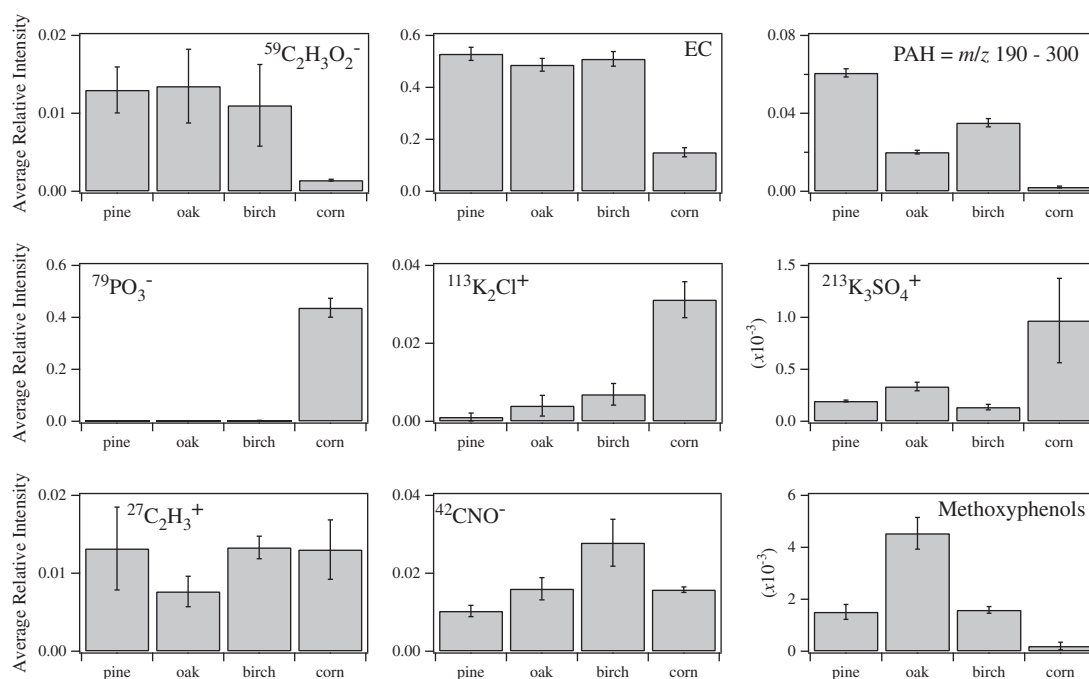 Average Relative Intensity
0.02
0.01
0.00
⁵⁹C₂H₃O₂⁻
pine oak birch corn
0.6
0.4
0.2
0.0
EC
pine oak birch corn
0.08
0.04
0.00
PAH = m/z 190 - 300
pine oak birch corn
Average Relative Intensity
0.6
0.4
0.2
0.0
⁷⁹PO₃⁻
pine oak birch corn
0.04
0.02
0.00
¹¹³K₂Cl⁺
pine oak birch corn
(x10⁻³)
1.5
1.0
0.5
0.0
²¹³K₃SO₄⁺
pine oak birch corn
Average Relative Intensity
0.02
0.01
0.00
²⁷C₂H₃⁺
pine oak birch corn
0.04
0.02
0.00
⁴²CNO⁻
pine oak birch corn
(x10⁻³)
6
4
2
0
Methoxyphenols
pine oak birch corn